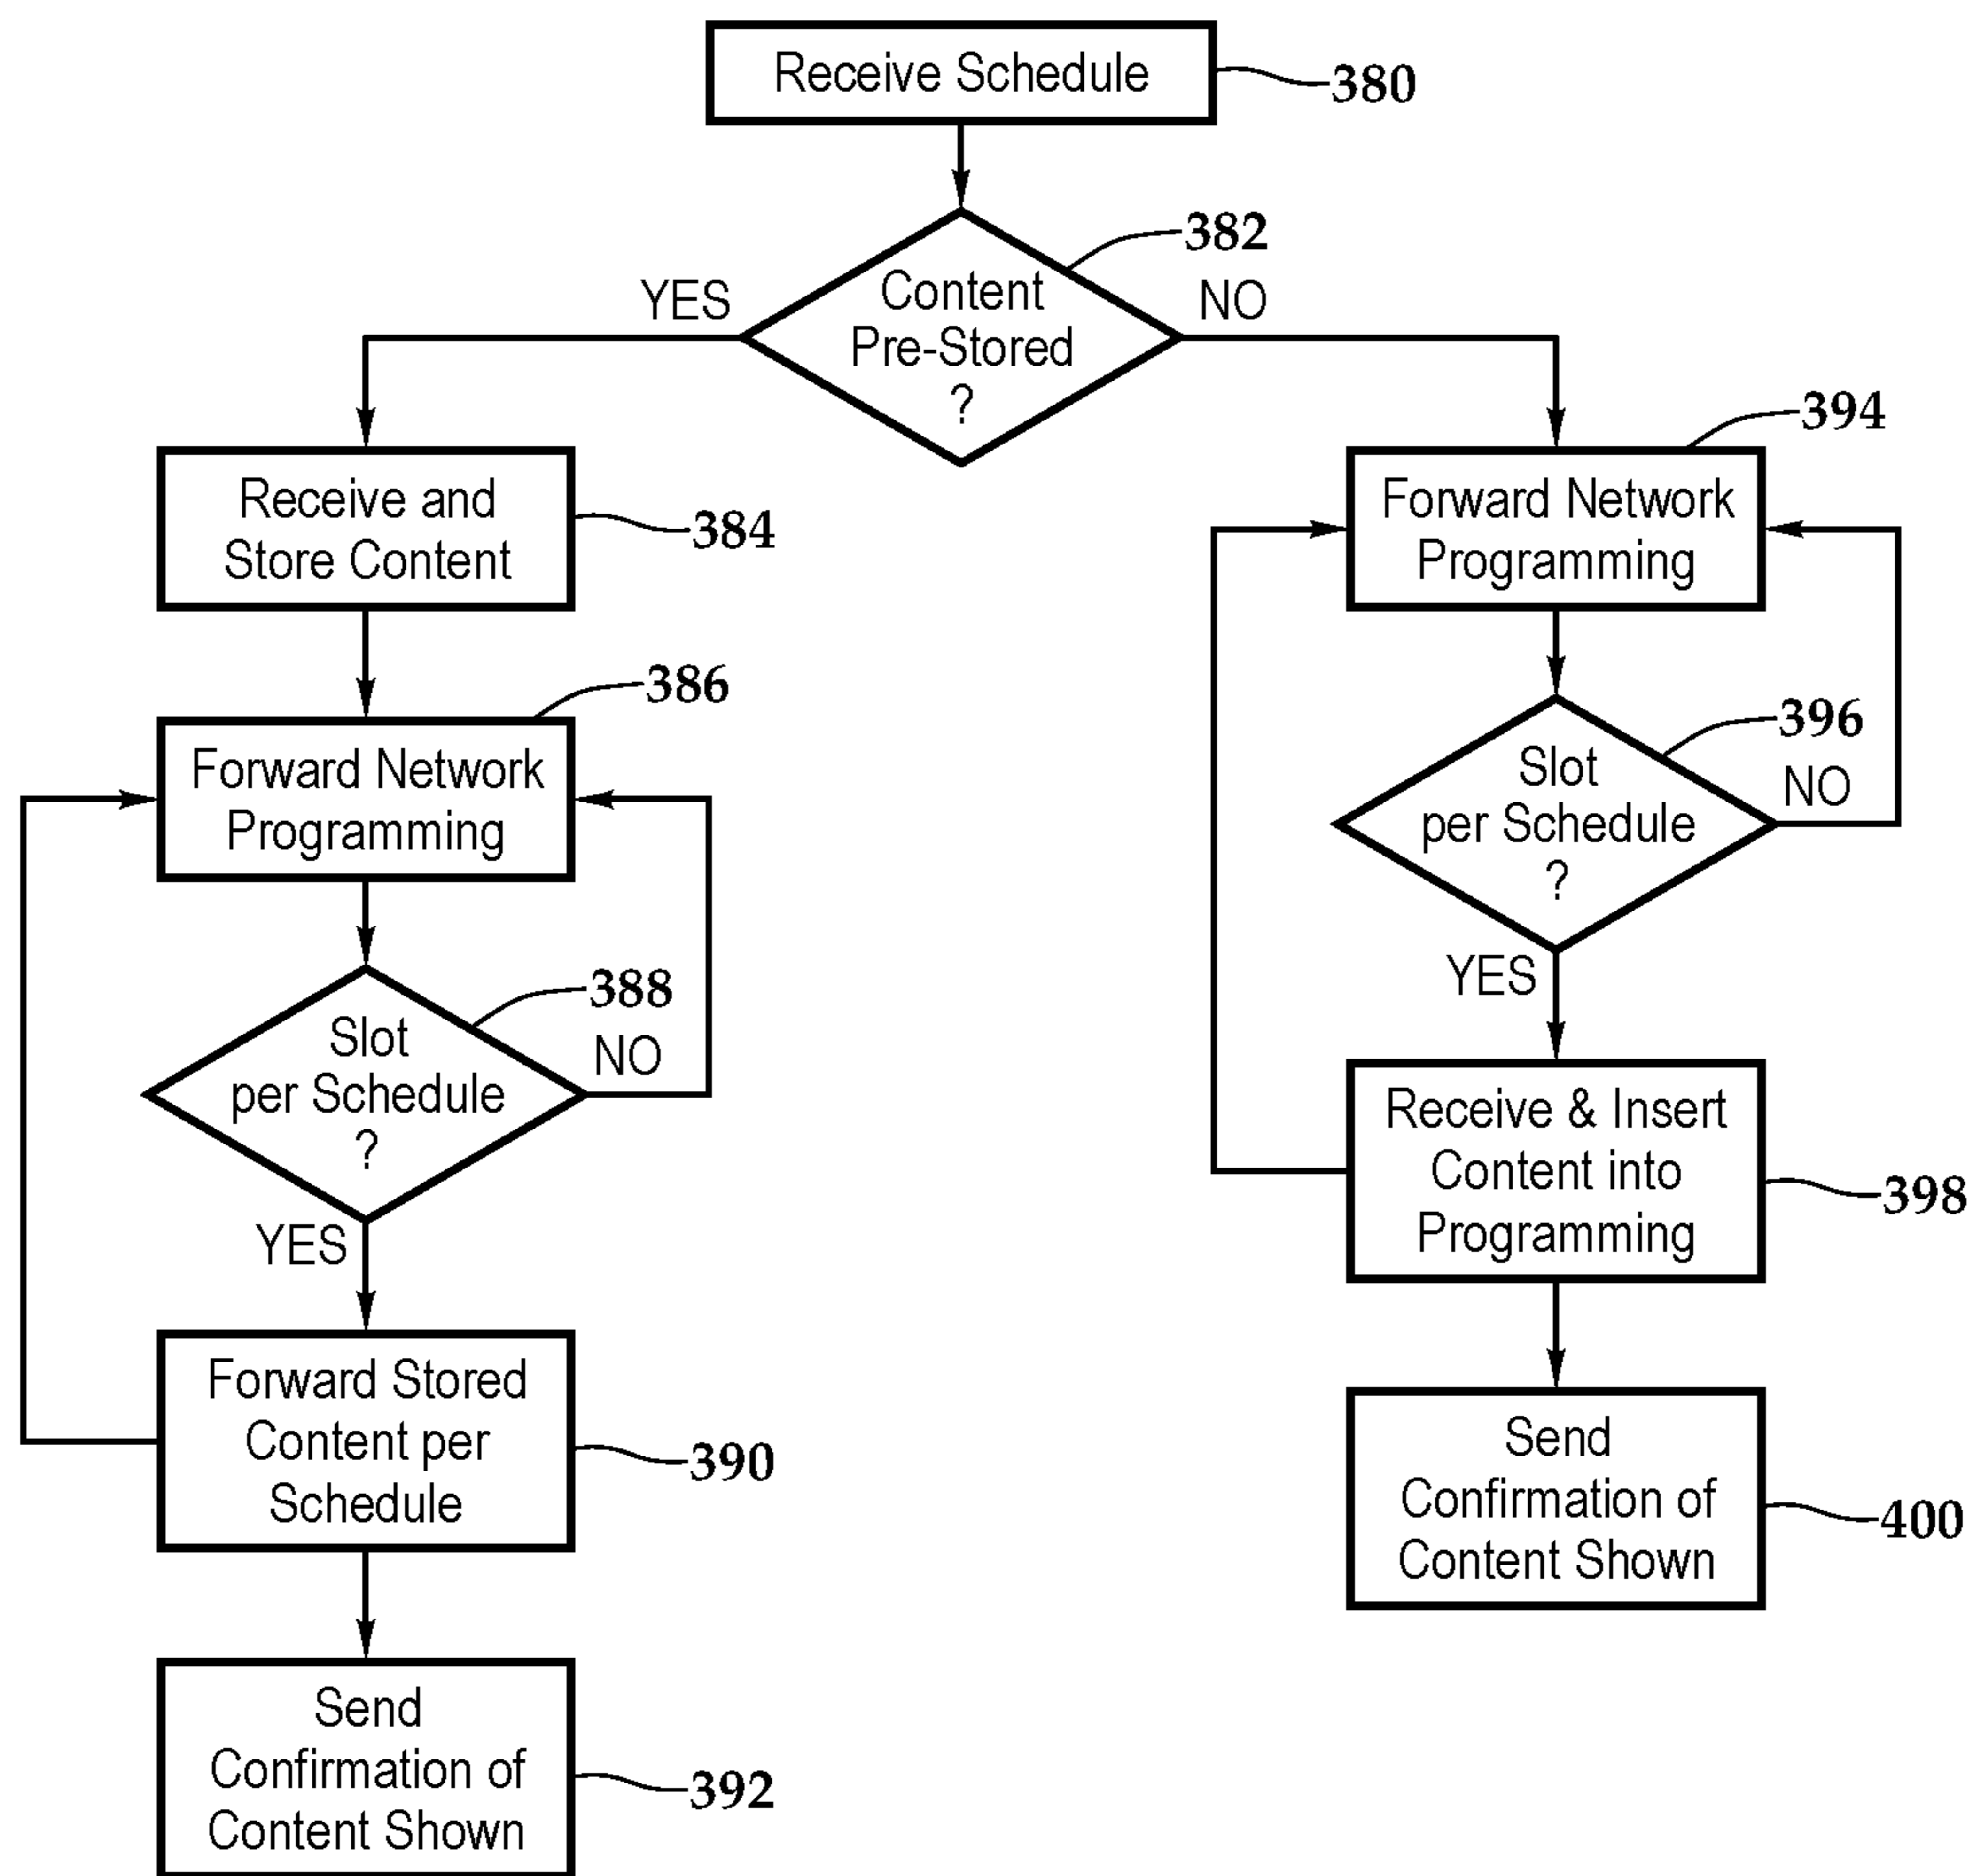 Receive Schedule
380
382
Content
Pre-Stored
?
YES
NO
Receive and
Store Content
384
Forward Network
Programming
386
Slot
per Schedule
?
388
NO
YES
Forward Stored
Content per
Schedule
390
Send
Confirmation of
Content Shown
392
394
Forward Network
Programming
396
Slot
per Schedule
?
NO
YES
Receive & Insert
Content into
Programming
398
Send
Confirmation of
Content Shown
400